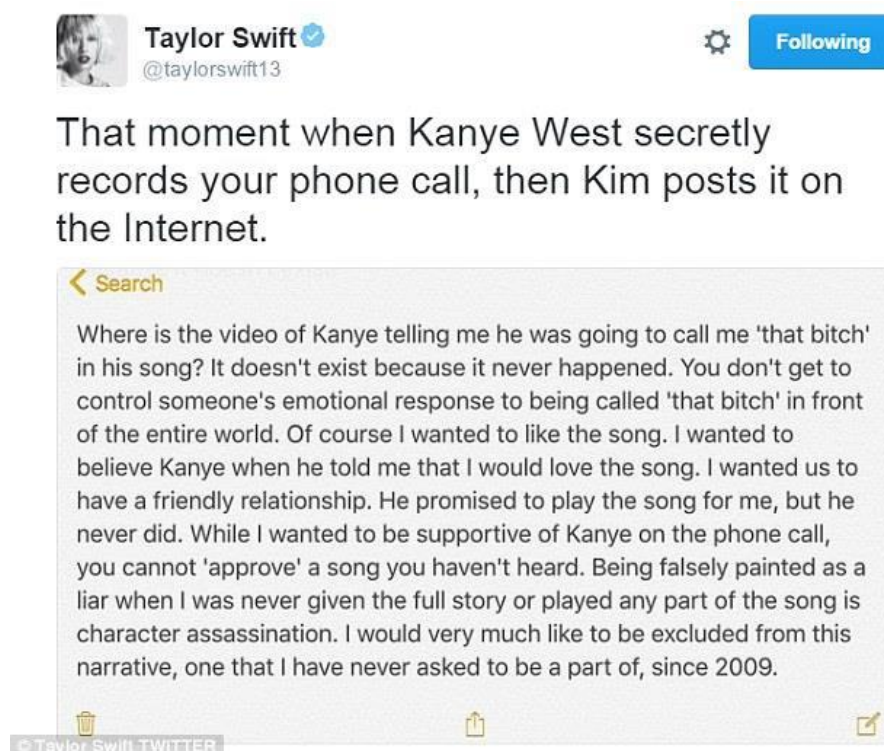 Taylor Swift
@taylorswift13
Following
That moment when Kanye West secretly
records your phone call, then Kim posts it on
the Internet.
Search
Where is the video of Kanye telling me he was going to call me 'that bitch'
in his song? It doesn't exist because it never happened. You don't get to
control someone's emotional response to being called 'that bitch' in front
of the entire world. Of course I wanted to like the song. I wanted to
believe Kanye when he told me that I would love the song. I wanted us to
have a friendly relationship. He promised to play the song for me, but he
never did. While I wanted to be supportive of Kanye on the phone call,
you cannot 'approve' a song you haven't heard. Being falsely painted as a
liar when I was never given the full story or played any part of the song is
character assassination. I would very much like to be excluded from this
narrative, one that I have never asked to be a part of, since 2009.
© Taylor Swift TWITTER